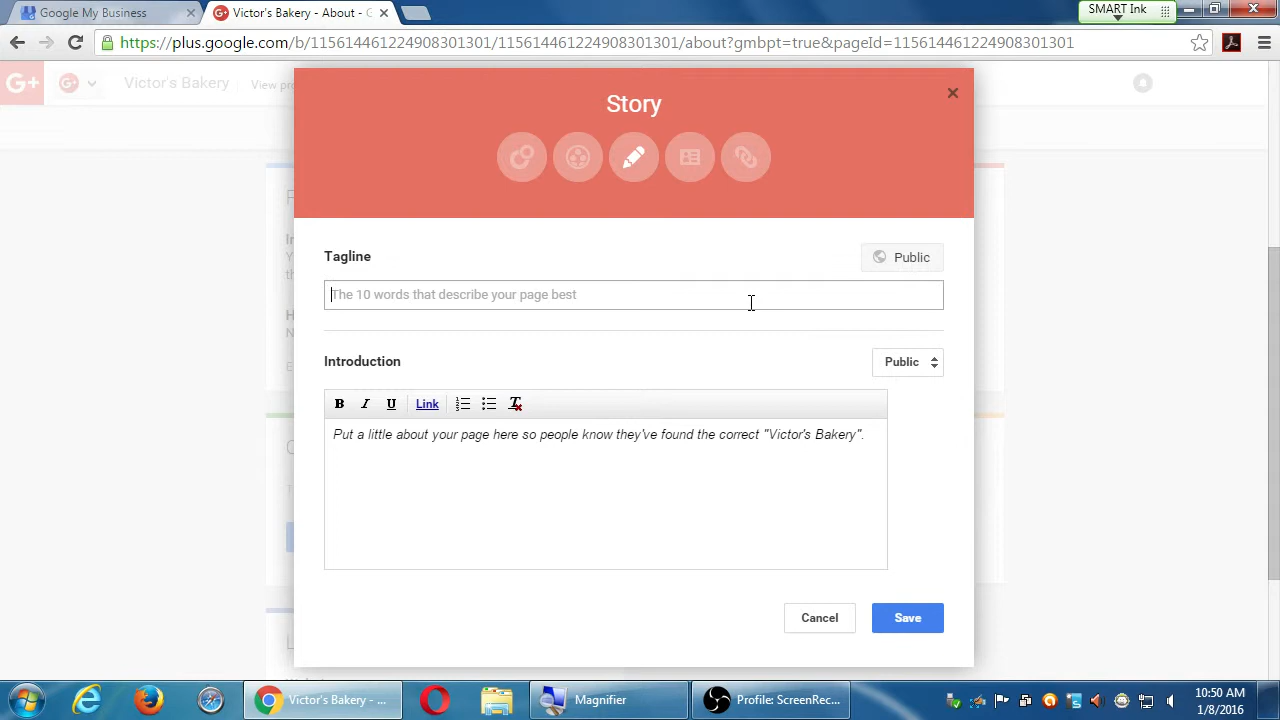 Google My Business
Victor's Bakery - About - G
SMART Ink
https://plus.google.com/b/115614461224908301301/115614461224908301301/about?gmbpt=true&pageId=115614461224908301301
G+
Victor's Bakery
Story
Tagline
Public
The 10 words that describe your page best
Introduction
Public
B I U Link
Put a little about your page here so people know they've found the correct "Victor's Bakery".
Cancel
Save
Victor's Bakery - ...
Magnifier
Profile: ScreenRec...
10:50 AM
1/8/2016